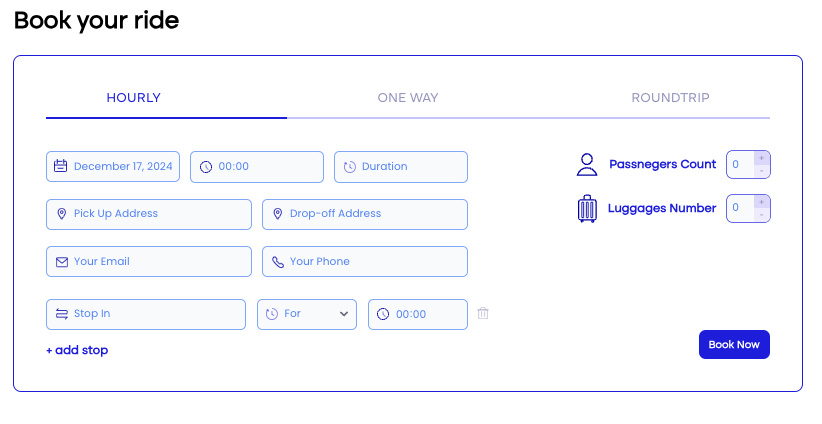 Book your ride
HOURLY ONE WAY ROUNDTRIP
December 17, 2024 00:00 Duration
Passnegers Count 0 + -
Pick Up Address Drop-off Address
Luggages Number 0 + -
Your Email Your Phone
Stop In For 00:00
+ add stop
Book Now